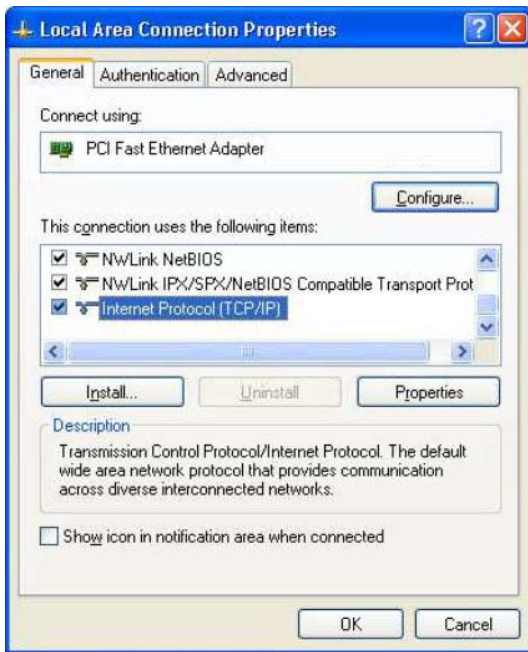 Local Area Connection Properties
General Authentication Advanced
Connect using:
PCI Fast Ethernet Adapter
Configure...
This connection uses the following items:
NWLink NetBIOS
NWLink IPX/SPX/NetBIOS Compatible Transport Prot
Internet Protocol (TCP/IP)
Install... Uninstall Properties
Description
Transmission Control Protocol/Internet Protocol. The default
wide area network protocol that provides communication
across diverse interconnected networks.
Show icon in notification area when connected
OK Cancel